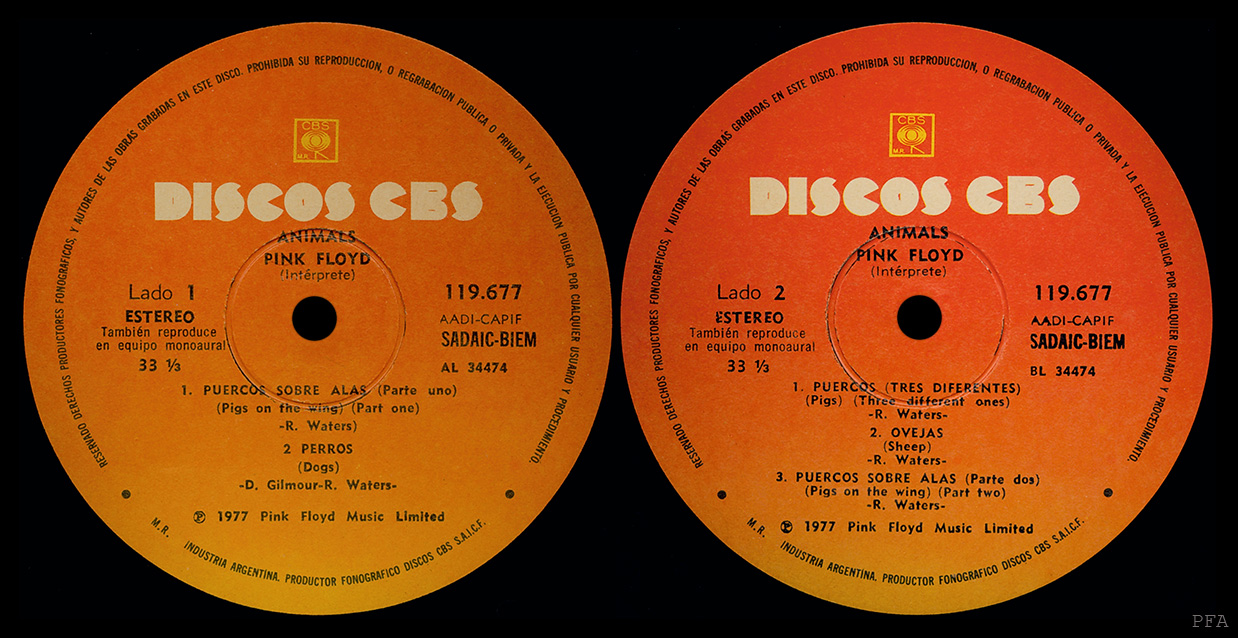 RESERVADO DERECHOS PRODUCTORES FONOGRAFICOS, Y AUTORES DE LAS OBRAS GRABADAS EN ESTE DISCO. PROHIBIDA SU REPRODUCCION, O REGRABACION PUBLICA O PRIVADA Y LA EJECUCION PUBLICA POR CUALQUIER USUARIO Y PROCEDIMIENTO.
CBS
M.R.
DISCOS CBS
ANIMALS
PINK FLOYD
(Intérprete)
Lado 1
ESTEREO
También reproduce
en equipo monoaural
33 ⅓
119.677
AADI-CAPIF
SADAIC-BIEM
AL 34474
1. PUERCOS SOBRE ALAS (Parte uno)
(Pigs on the wing) (Part one)
-R. Waters)
2 PERROS
(Dogs)
-D. Gilmour-R. Waters-
℗ 1977 Pink Floyd Music Limited
M.R. INDUSTRIA ARGENTINA. PRODUCTOR FONOGRAFICO DISCOS CBS S.A.I.C.F.
RESERVADO DERECHOS PRODUCTORES FONOGRAFICOS, Y AUTORES DE LAS OBRAS GRABADAS EN ESTE DISCO. PROHIBIDA SU REPRODUCCION, O REGRABACION PUBLICA O PRIVADA Y LA EJECUCION PUBLICA POR CUALQUIER USUARIO Y PROCEDIMIENTO.
CBS
M.R.
DISCOS CBS
ANIMALS
PINK FLOYD
(Intérprete)
Lado 2
ESTEREO
También reproduce
en equipo monoaural
33 ⅓
119.677
AADI-CAPIF
SADAIC-BIEM
BL 34474
1. PUERCOS (TRES DIFERENTES)
(Pigs) (Three different ones)
-R. Waters-
2. OVEJAS
(Sheep)
-R. Waters-
3. PUERCOS SOBRE ALAS (Parte dos)
(Pigs on the wing) (Part two)
-R. Waters-
℗ 1977 Pink Floyd Music Limited
M.R. INDUSTRIA ARGENTINA. PRODUCTOR FONOGRAFICO DISCOS CBS S.A.I.C.F.
PFA